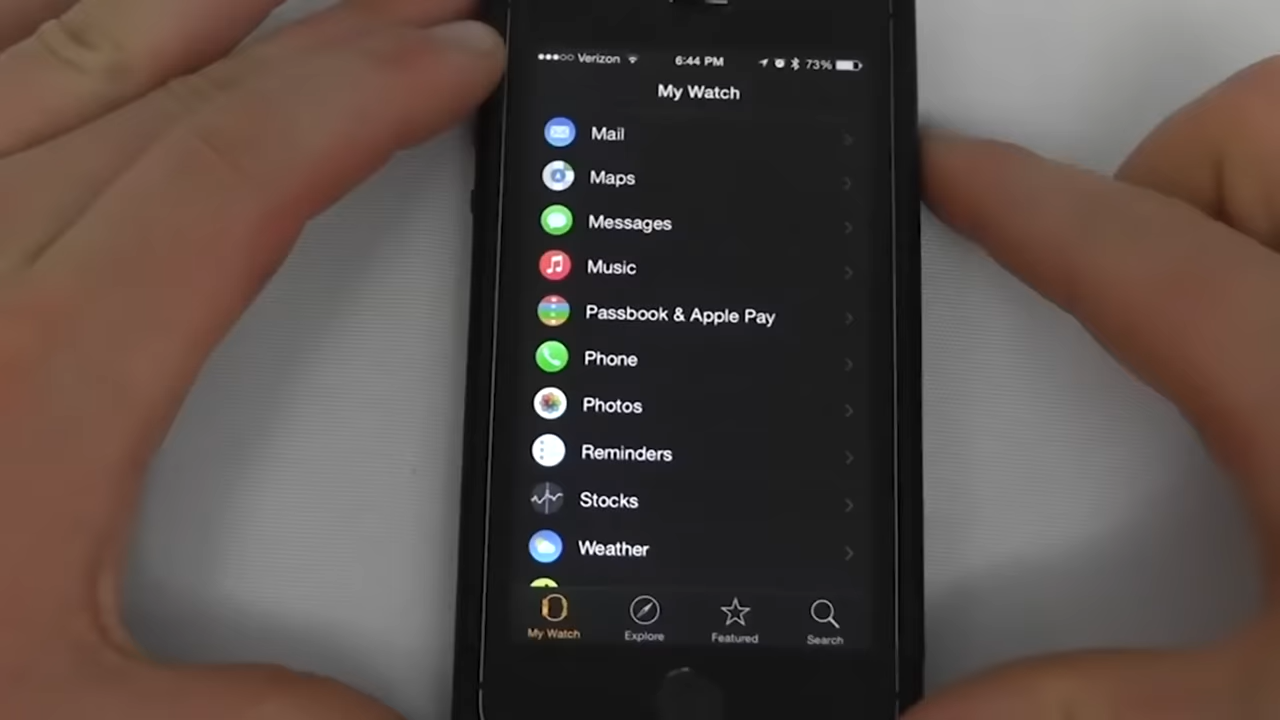 Verizon 6:44 PM 73%
My Watch
Mail
Maps
Messages
Music
Passbook & Apple Pay
Phone
Photos
Reminders
Stocks
Weather
My Watch Explore Featured Search